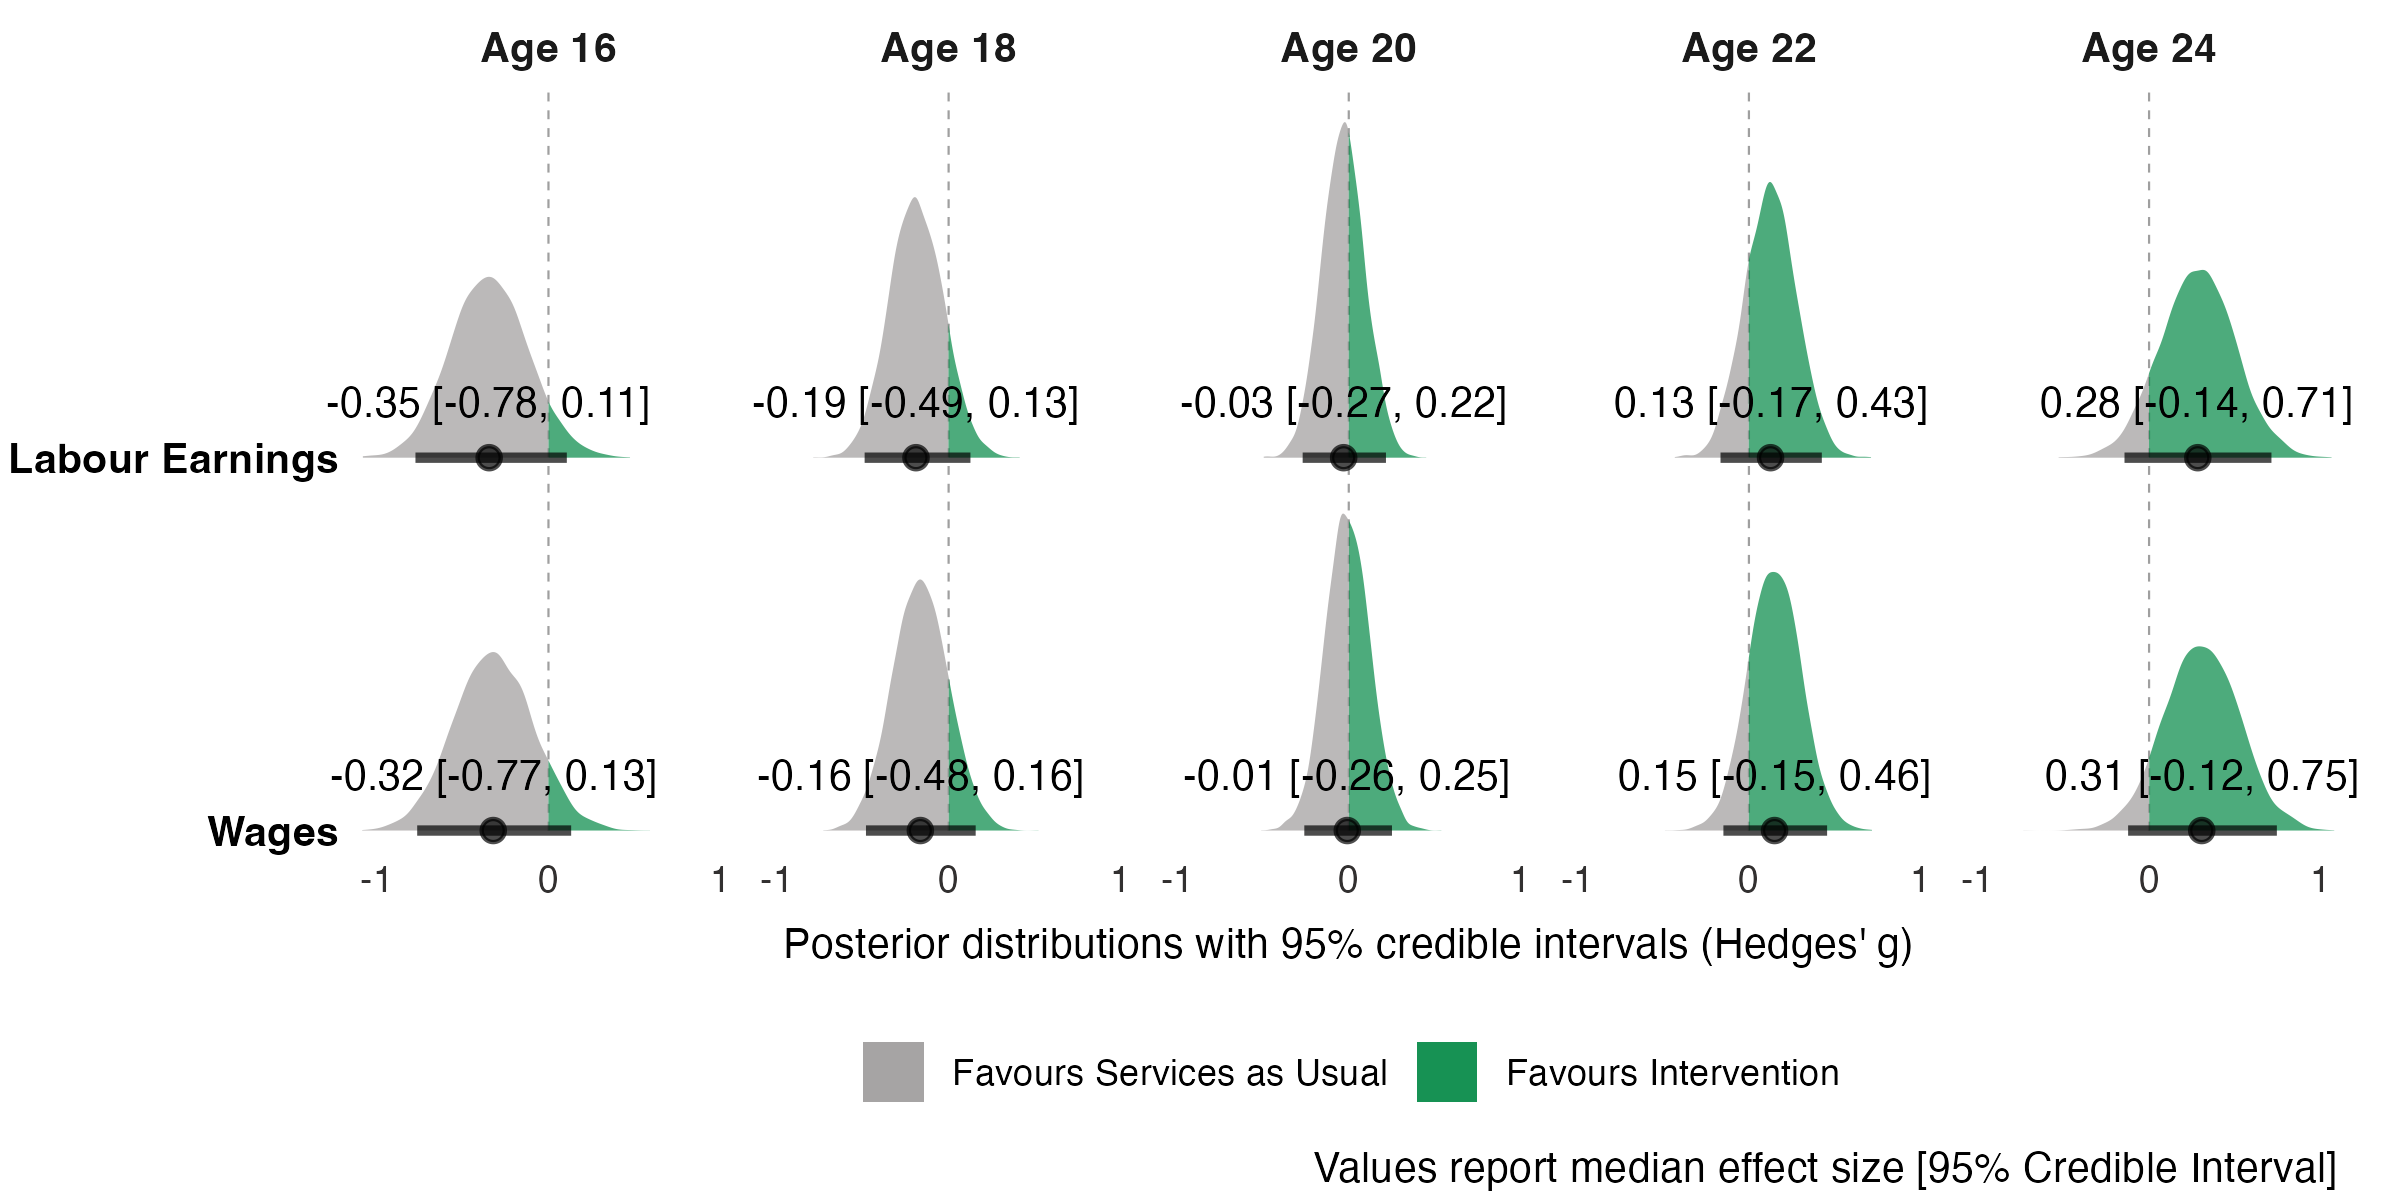 Age 16 Age 18 Age 20 Age 22 Age 24
-0.35 [-0.78, 0.11] -0.19 [-0.49, 0.13] -0.03 [-0.27, 0.22] 0.13 [-0.17, 0.43] 0.28 [-0.14, 0.71]
Labour Earnings
-0.32 [-0.77, 0.13] -0.16 [-0.48, 0.16] -0.01 [-0.26, 0.25] 0.15 [-0.15, 0.46] 0.31 [-0.12, 0.75]
Wages
-1 0 1 -1 0 1 -1 0 1 -1 0 1 -1 0 1
Posterior distributions with 95% credible intervals (Hedges' g)
Favours Services as Usual Favours Intervention
Values report median effect size [95% Credible Interval]